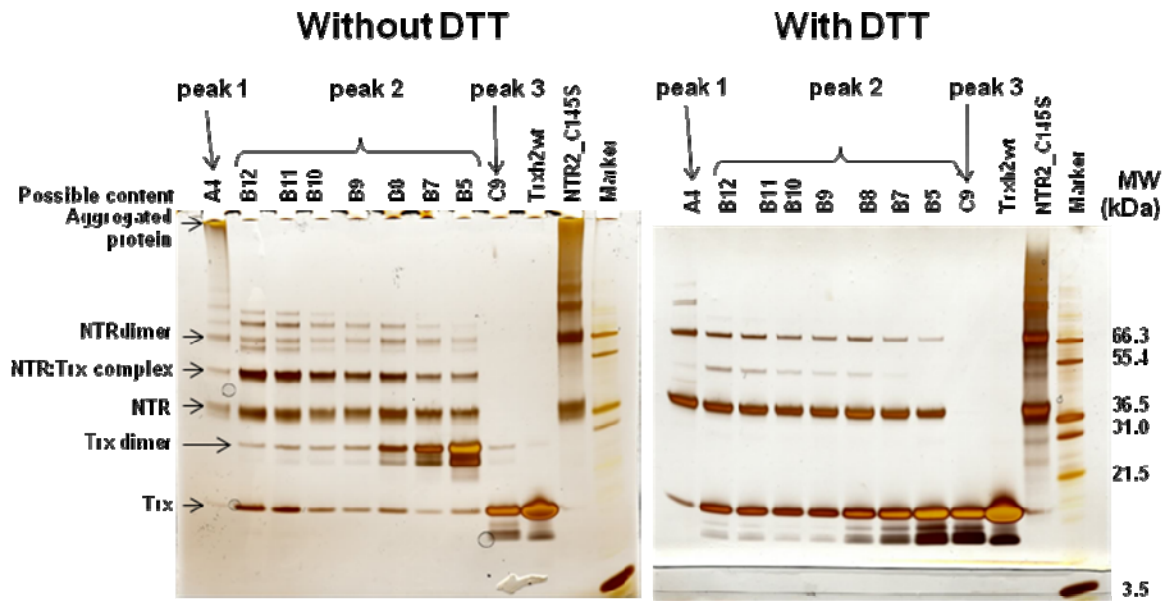 Without DTT
With DTT
peak 1
peak 2
peak 3
peak 1
peak 2
peak 3
Possible content
A4
B12
B11
B10
B9
D8
B7
B5
C9
Trxh2wt
NTR2_C145S
Marker
A4
B12
B11
B10
B9
B8
B7
B5
C9
Trxh2wt
NTR2_C145S
Marker
MW
(kDa)
Aggregated
protein
NTR dimer
NTR:Trx complex
NTR
Trx dimer
Trx
66.3
55.4
36.5
31.0
21.5
3.5